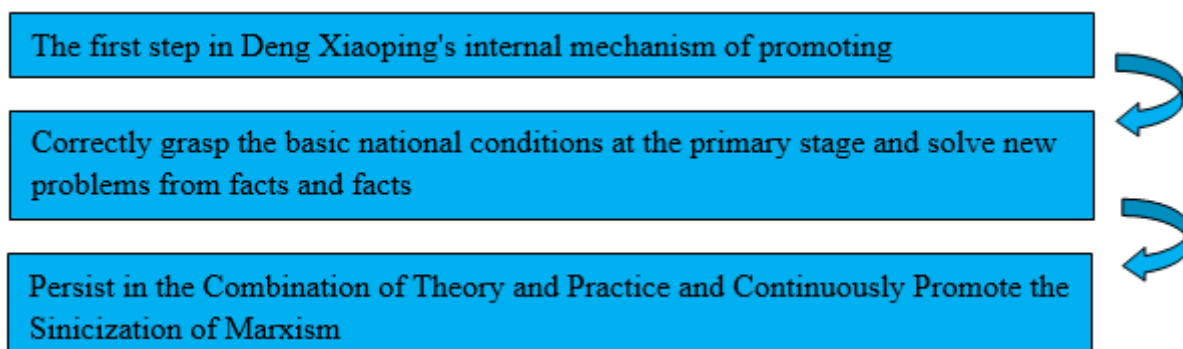 The first step in Deng Xiaoping's internal mechanism of promoting
Correctly grasp the basic national conditions at the primary stage and solve new
problems from facts and facts
Persist in the Combination of Theory and Practice and Continuously Promote the
Sinicization of Marxism